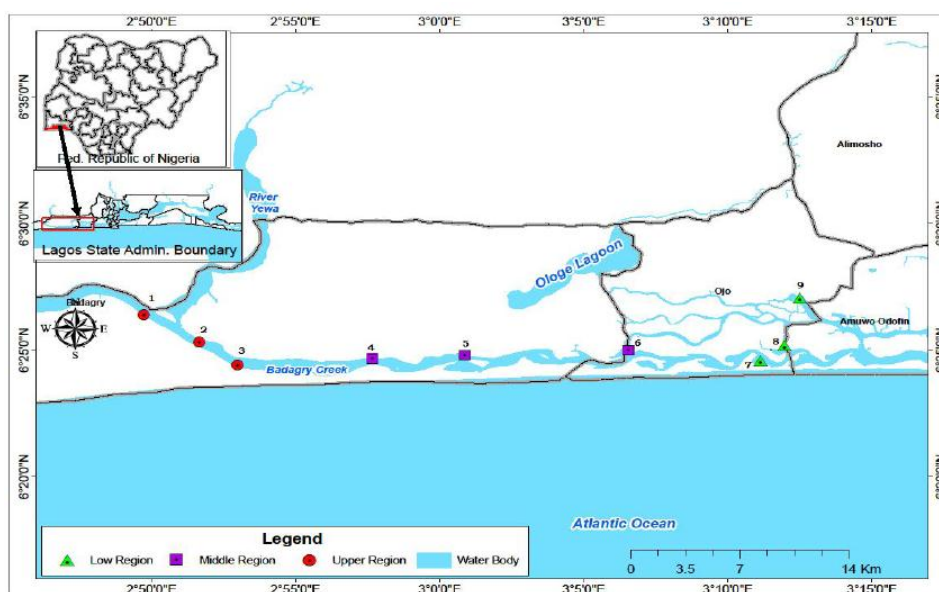 2°50'0"E 2°55'0"E 3°0'0"E 3°5'0"E 3°10'0"E 3°15'0"E
6°35'0"N
Alimosho
Fed. Republic of Nigeria
River
Yewa
6°30'0"N
Lagos State Admin. Boundary
Ologe Lagoon
Ojo
9
Badagry
1
Amuwo Odofin
N
W E
S
2
3
4
5
6
7
8
6°25'0"N
Badagry Creek
6°20'0"N
Atlantic Ocean
Legend
Low Region Middle Region Upper Region Water Body
0 3.5 7 14 Km
2°50'0"E 2°55'0"E 3°0'0"E 3°5'0"E 3°10'0"E 3°15'0"E